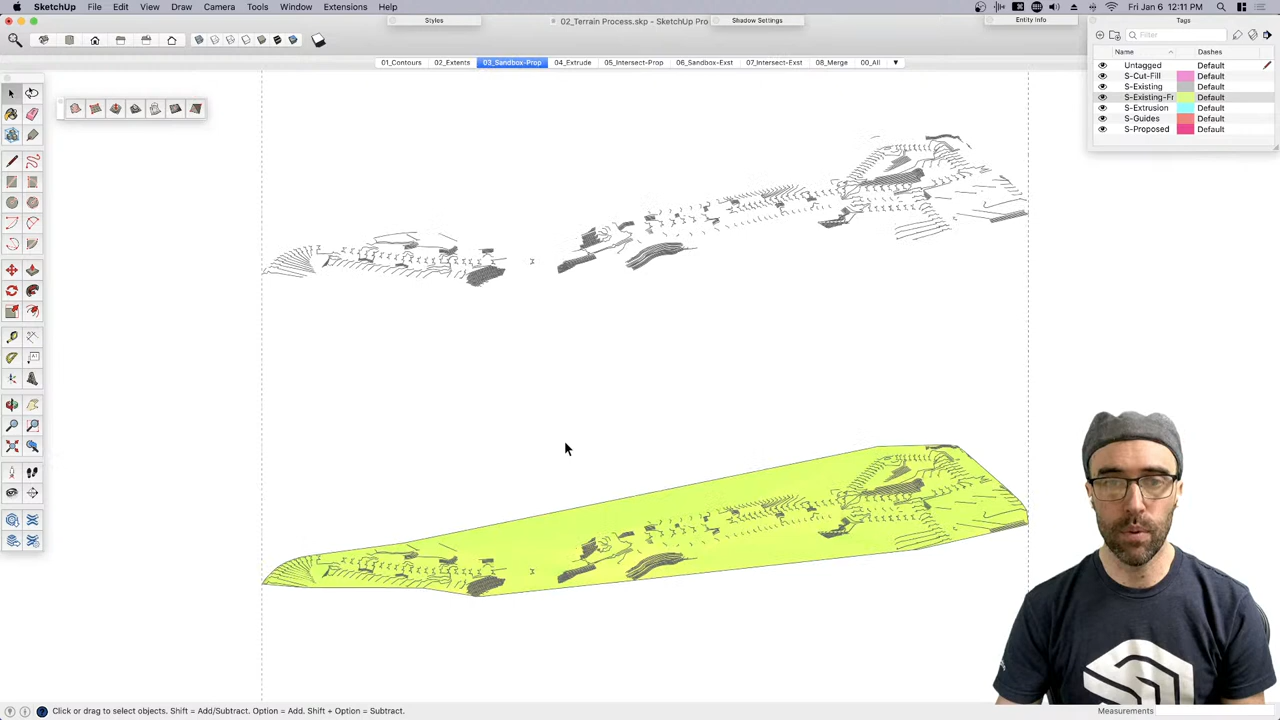 SketchUp File Edit View Draw Camera Tools Window Extensions Help
Fri Jan 6 12:11 PM
Styles
02_Terrain Process.skp - SketchUp Pro
Shadow Settings
Entity Info
Tags
Filter
Name Dashes
01_Contours 02_Extents 03_Sandbox-Prop 04_Extrude 05_Intersect-Prop 06_Sandbox-Exst 07_Intersect-Exst 08_Merge 00_All
Untagged Default
S-Cut-Fill Default
S-Existing Default
S-Existing-Fr Default
S-Extrusion Default
S-Guides Default
S-Proposed Default
Click or drag to select objects. Shift = Add/Subtract. Option = Add. Shift + Option = Subtract.
Measurements